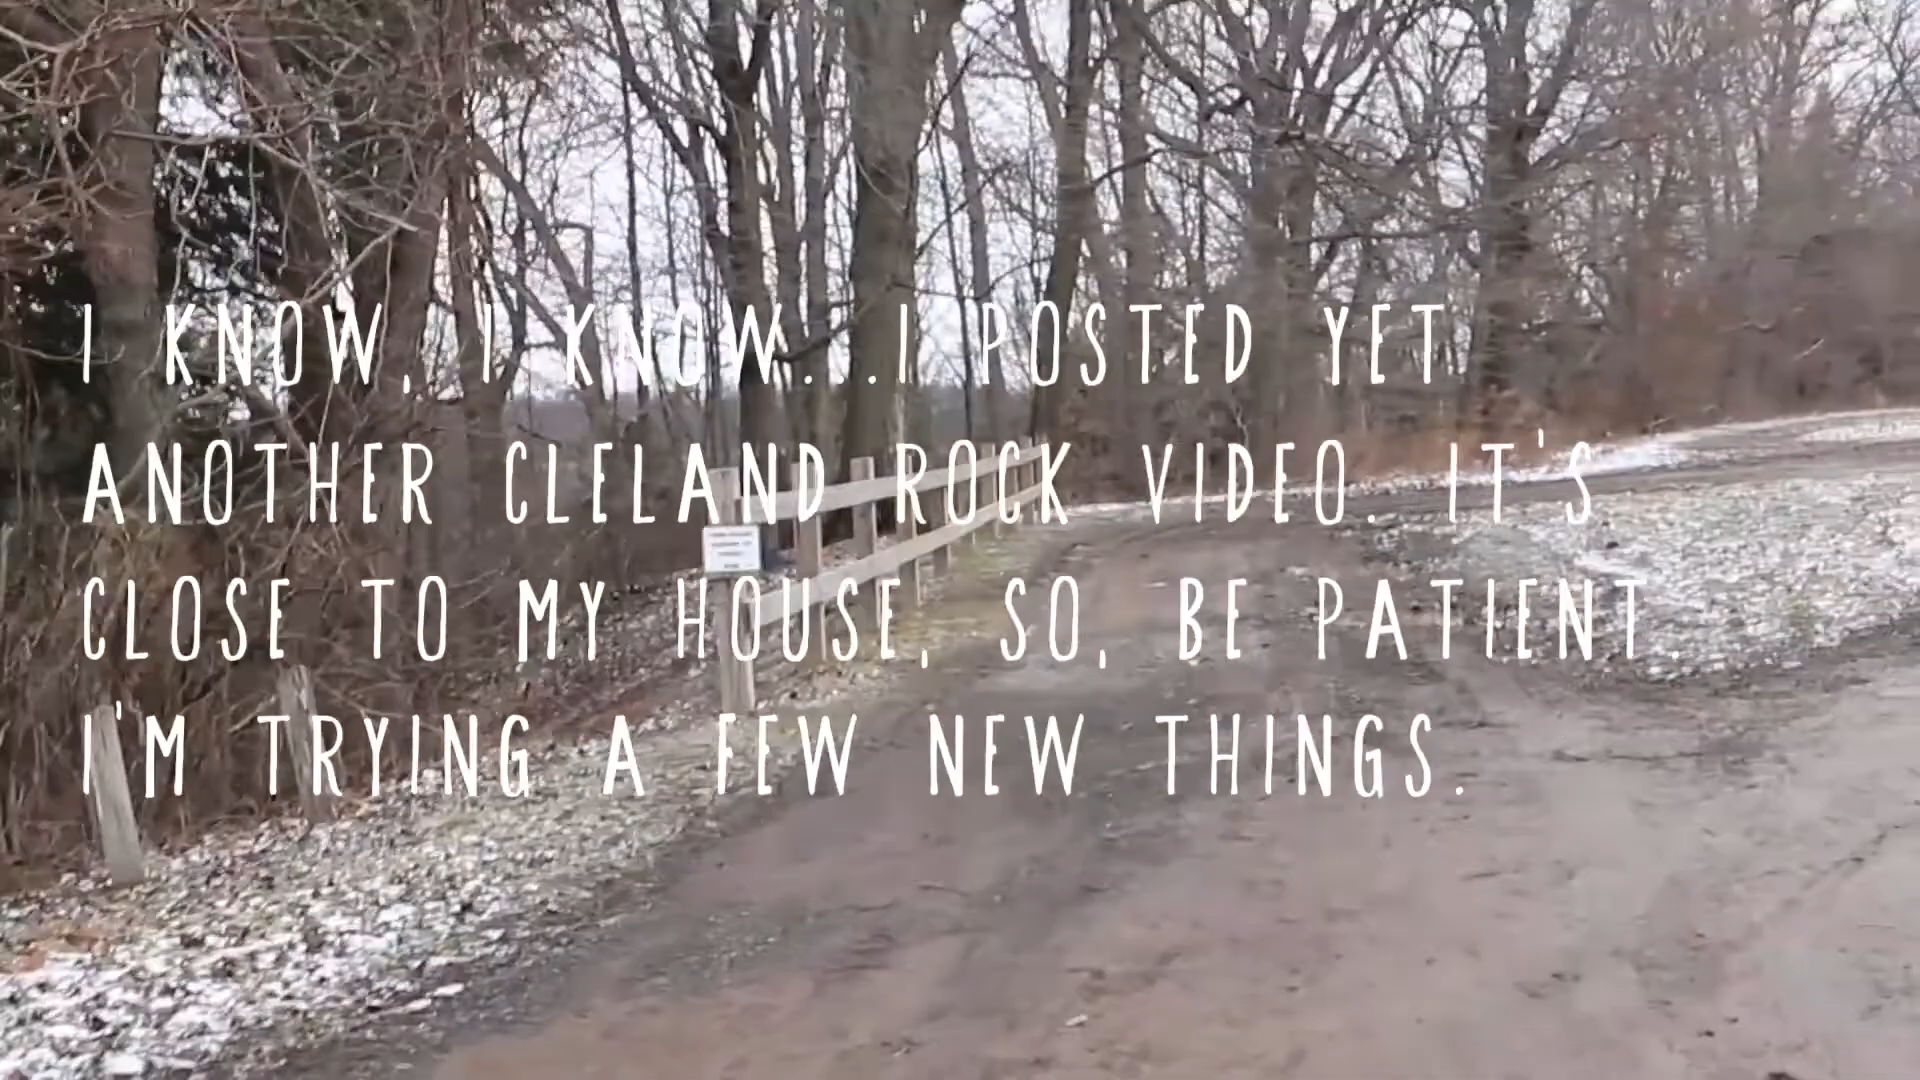 I KNOW, I KNOW...I POSTED YET
ANOTHER CLELAND ROCK VIDEO. IT'S
CLOSE TO MY HOUSE, SO, BE PATIENT.
I'M TRYING A FEW NEW THINGS.